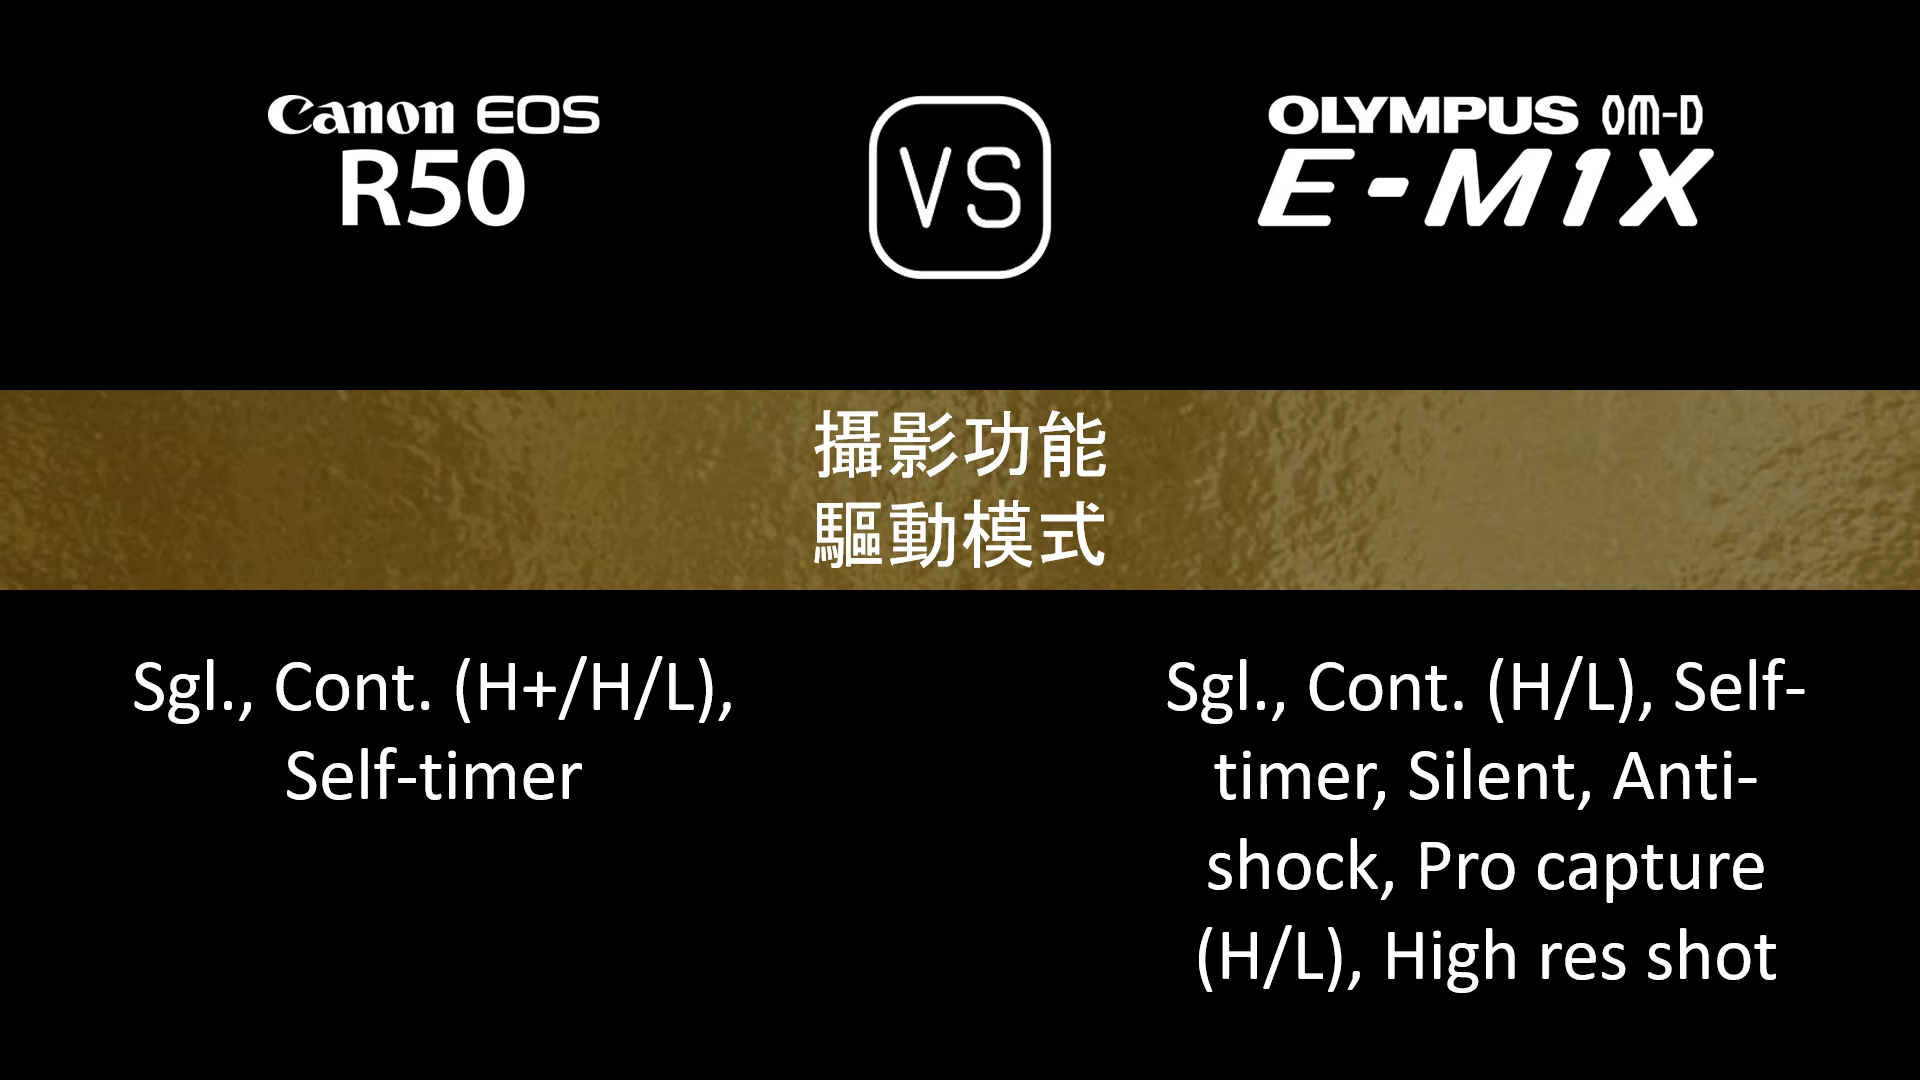 Canon EOS
R50
VS
OLYMPUS OM-D
E-M1X
攝影功能
驅動模式
Sgl., Cont. (H+/H/L),
Self-timer
Sgl., Cont. (H/L), Self-
timer, Silent, Anti-
shock, Pro capture
(H/L), High res shot